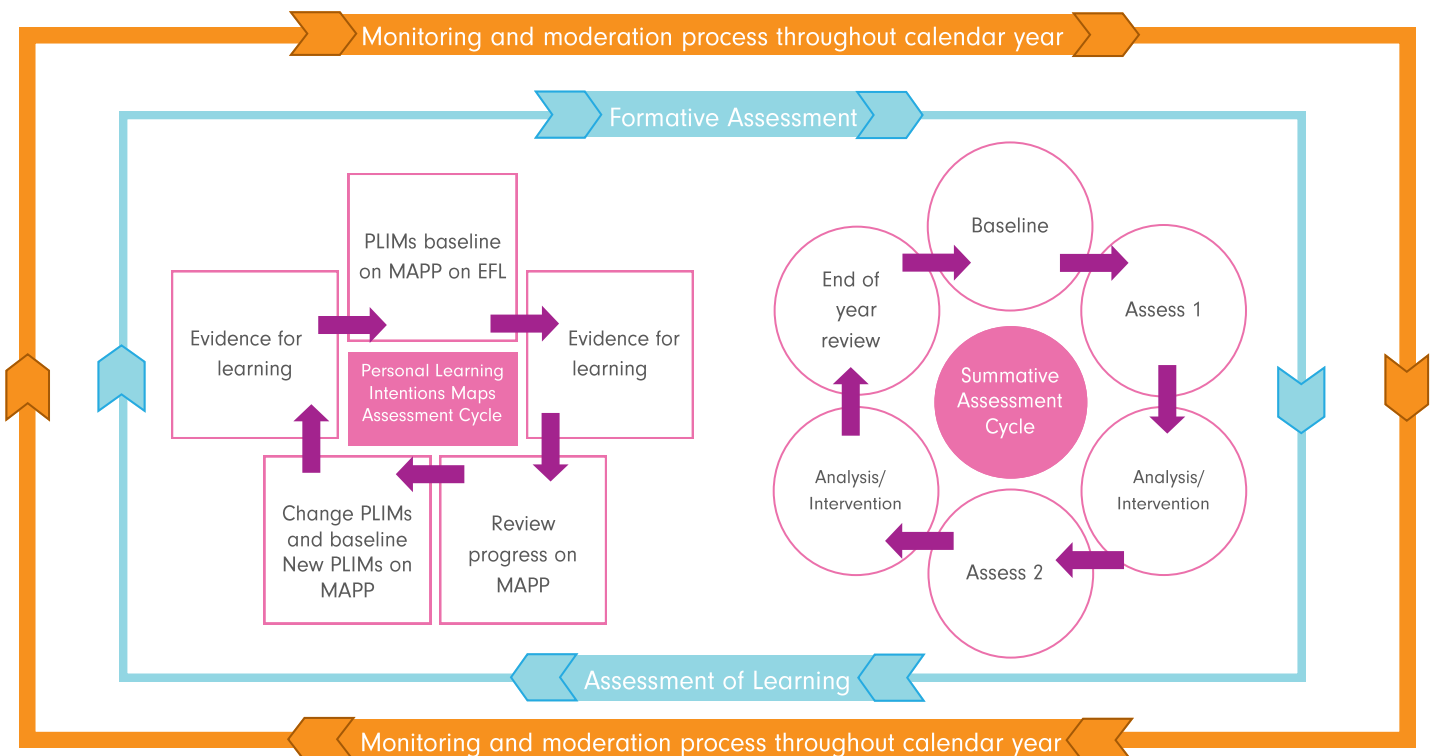 Monitoring and moderation process throughout calendar year
Formative Assessment
PLIMs baseline
on MAPP on EFL
Evidence for
learning
Evidence for
learning
Personal Learning
Intentions Maps
Assessment Cycle
Change PLIMs
and baseline
New PLIMs on
MAPP
Review
progress on
MAPP
Baseline
End of
year
review
Assess 1
Summative
Assessment
Cycle
Analysis/
Intervention
Analysis/
Intervention
Assess 2
Assessment of Learning
Monitoring and moderation process throughout calendar year